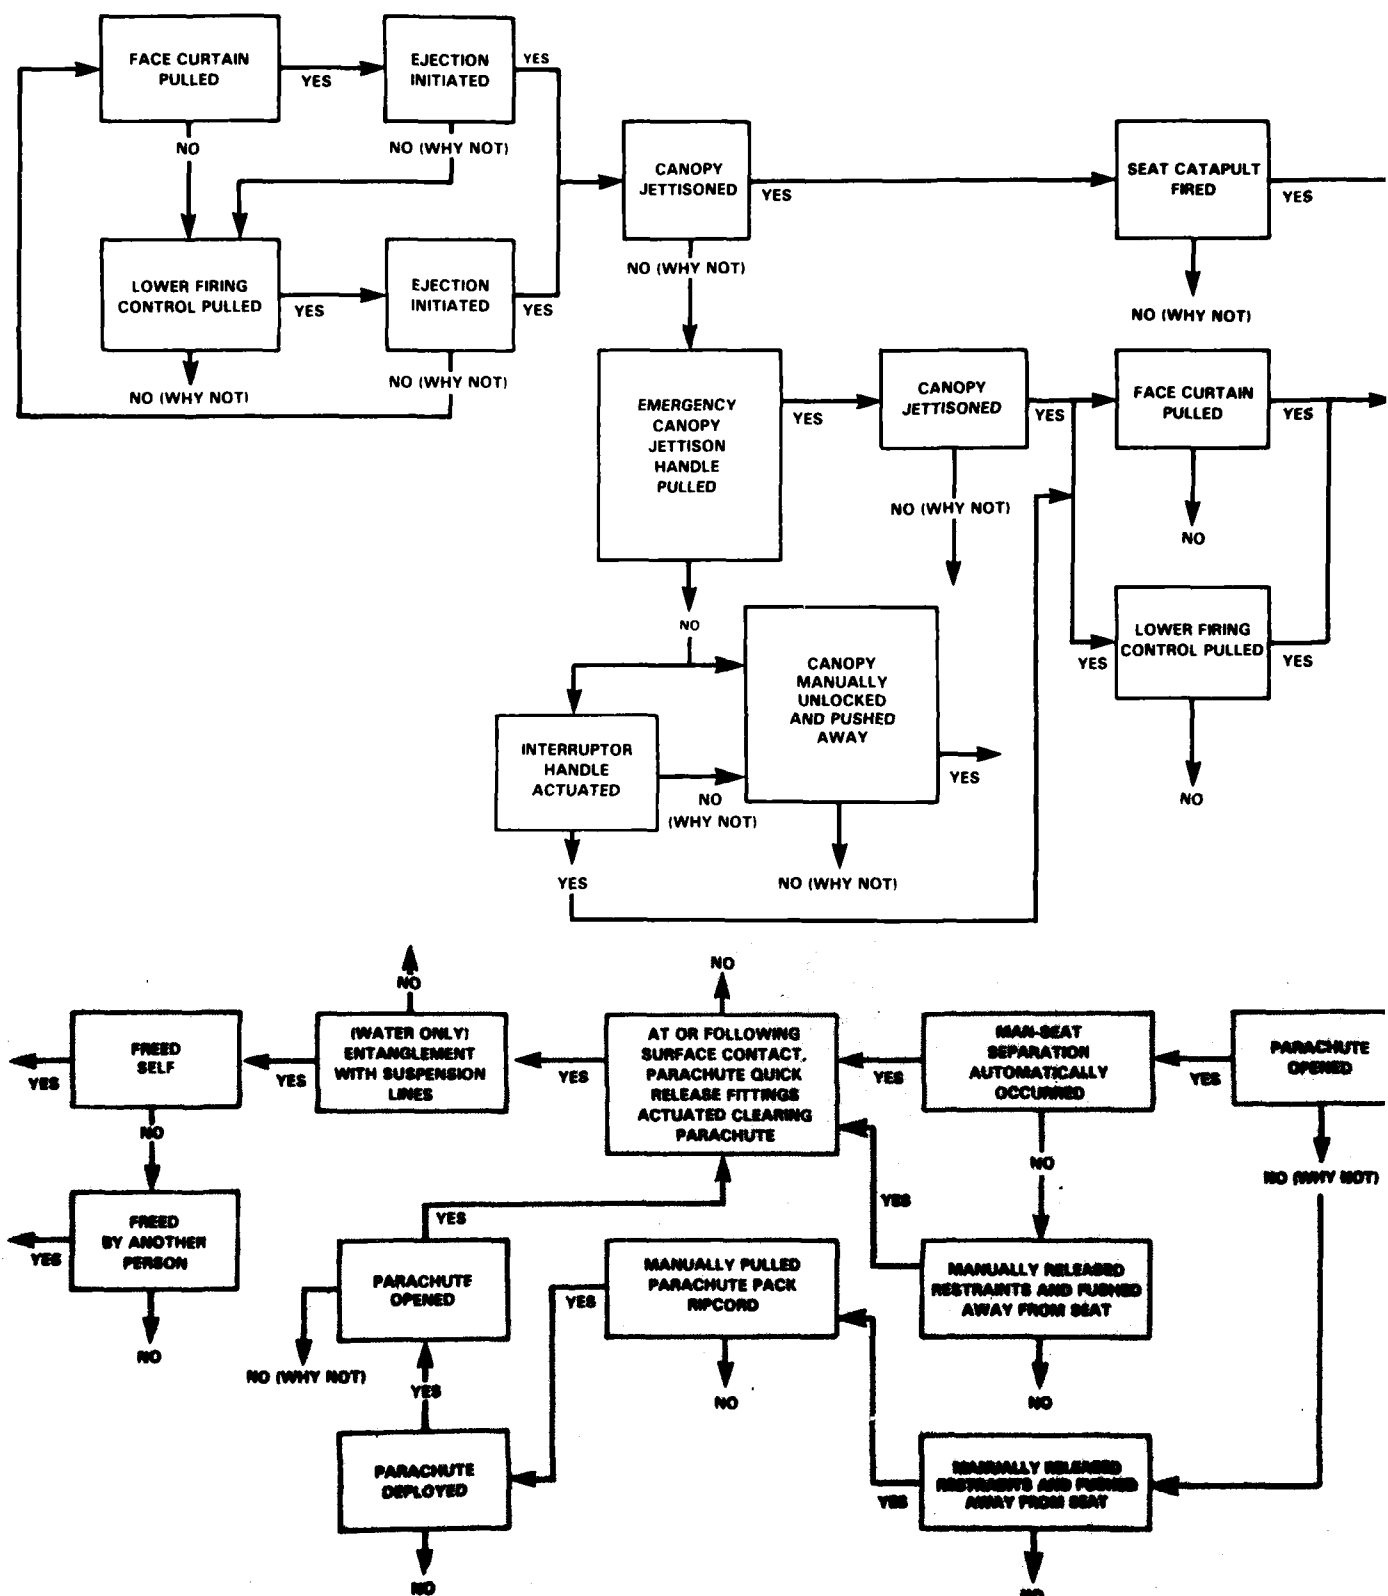 FACE CURTAIN
PULLED
YES
EJECTION
INITIATED
YES
NO
NO (WHY NOT)
CANOPY
JETTISONED
YES
SEAT CATAPULT
FIRED
YES
LOWER FIRING
CONTROL PULLED
YES
EJECTION
INITIATED
YES
NO (WHY NOT)
NO (WHY NOT)
NO (WHY NOT)
NO (WHY NOT)
EMERGENCY
CANOPY
JETTISON
HANDLE
PULLED
YES
CANOPY
JETTISONED
YES
FACE CURTAIN
PULLED
YES
NO (WHY NOT)
NO
NO
LOWER FIRING
CONTROL PULLED
YES
YES
NO
CANOPY
MANUALLY
UNLOCKED
AND PUSHED
AWAY
YES
INTERRUPTOR
HANDLE
ACTUATED
NO
(WHY NOT)
YES
NO (WHY NOT)
NO
NO
FREED
SELF
YES
(WATER ONLY)
ENTANGLEMENT
WITH SUSPENSION
LINES
YES
AT OR FOLLOWING
SURFACE CONTACT,
PARACHUTE QUICK
RELEASE FITTINGS
ACTUATED CLEARING
PARACHUTE
YES
MAN-SEAT
SEPARATION
AUTOMATICALLY
OCCURRED
YES
PARACHUTE
OPENED
YES
NO
NO
NO (WHY NOT)
FREED
BY ANOTHER
PERSON
YES
NO
YES
PARACHUTE
OPENED
NO (WHY NOT)
MANUALLY PULLED
PARACHUTE PACK
RIPCORD
YES
NO
YES
MANUALLY RELEASED
RESTRAINTS AND PUSHED
AWAY FROM SEAT
NO
YES
PARACHUTE
DEPLOYED
NO
MANUALLY RELEASED
RESTRAINTS AND PUSHED
AWAY FROM SEAT
YES
NO